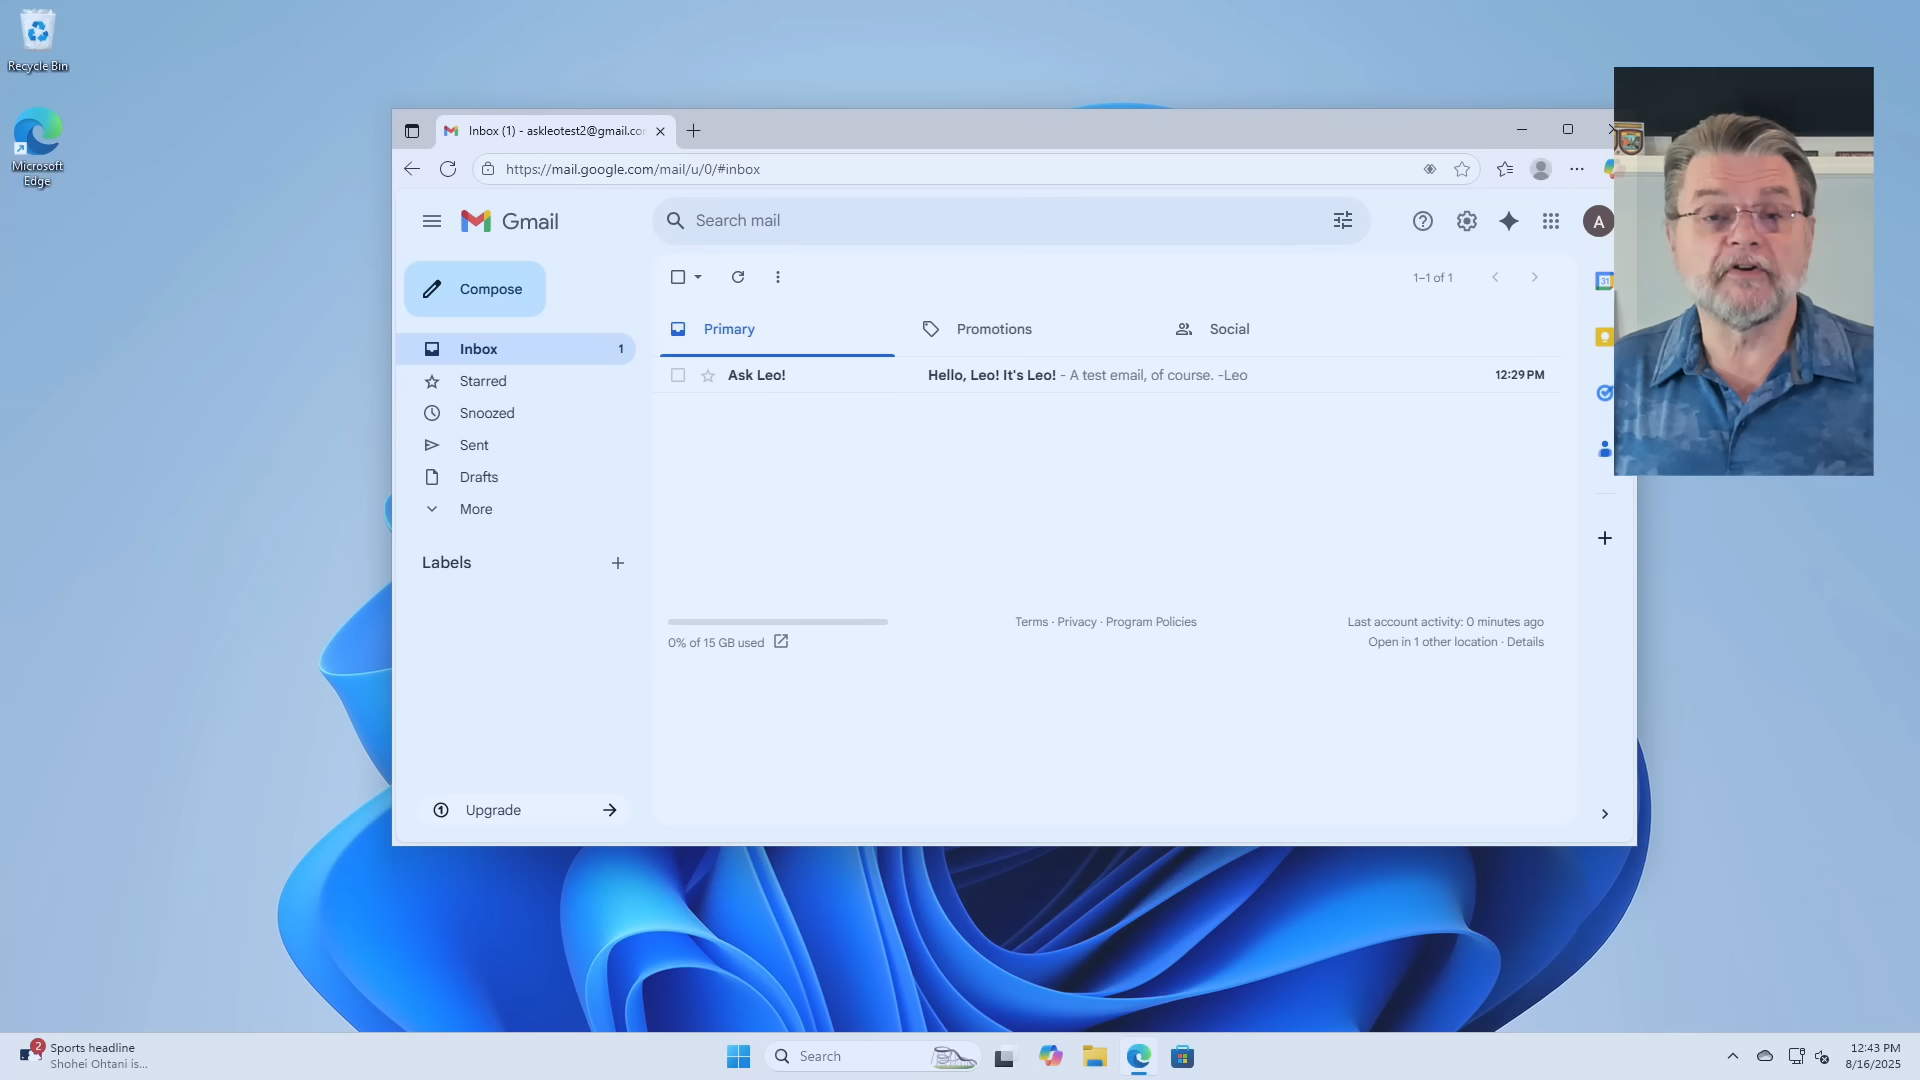 Recycle Bin
Microsoft
Edge
Inbox (1) - askleotest2@gmail.co
https://mail.google.com/mail/u/0/#inbox
Gmail
Search mail
A
Compose
1–1 of 1
31
Primary
Promotions
Social
Inbox
1
Ask Leo!
Hello, Leo! It's Leo! - A test email, of course. -Leo
12:29 PM
Starred
Snoozed
Sent
Drafts
More
Labels
0% of 15 GB used
Terms · Privacy · Program Policies
Last account activity: 0 minutes ago
Open in 1 other location · Details
Upgrade
2
Sports headline
Shohei Ohtani is...
Search
12:43 PM
8/16/2025